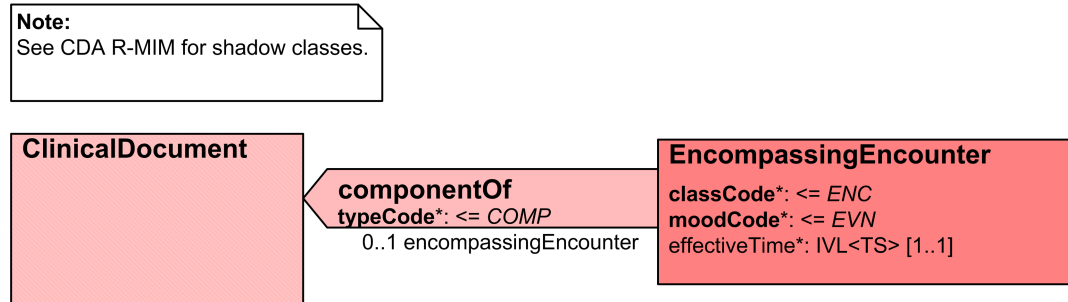 Note:
See CDA R-MIM for shadow classes.
ClinicalDocument
componentOf
typeCode*: <= COMP
0..1 encompassingEncounter
EncompassingEncounter
classCode*: <= ENC
moodCode*: <= EVN
effectiveTime*: IVL<TS> [1..1]